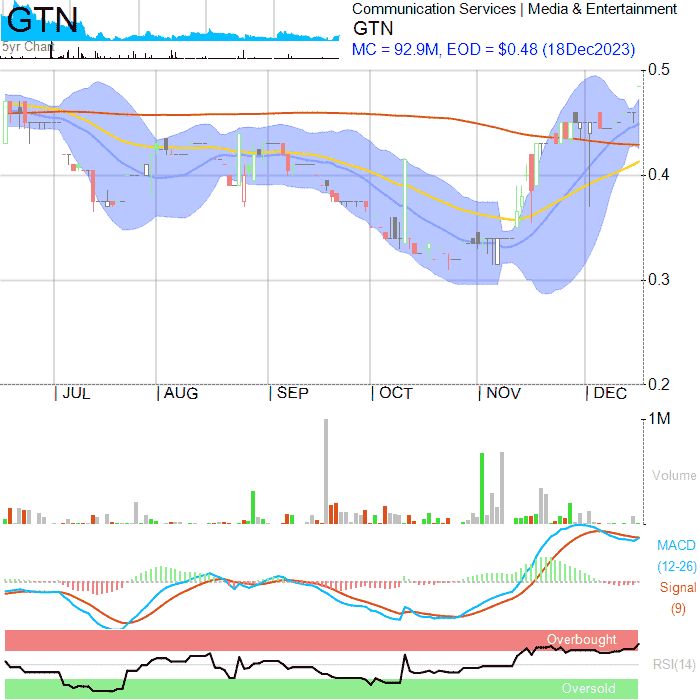 GTN
5yr Chart
Communication Services | Media & Entertainment
GTN
MC = 92.9M, EOD = $0.48 (18Dec2023)
0.5
0.4
0.3
0.2
JUL
AUG
SEP
OCT
NOV
DEC
1M
Volume
MACD
(12-26)
Signal
(9)
Overbought
RSI(14)
Oversold